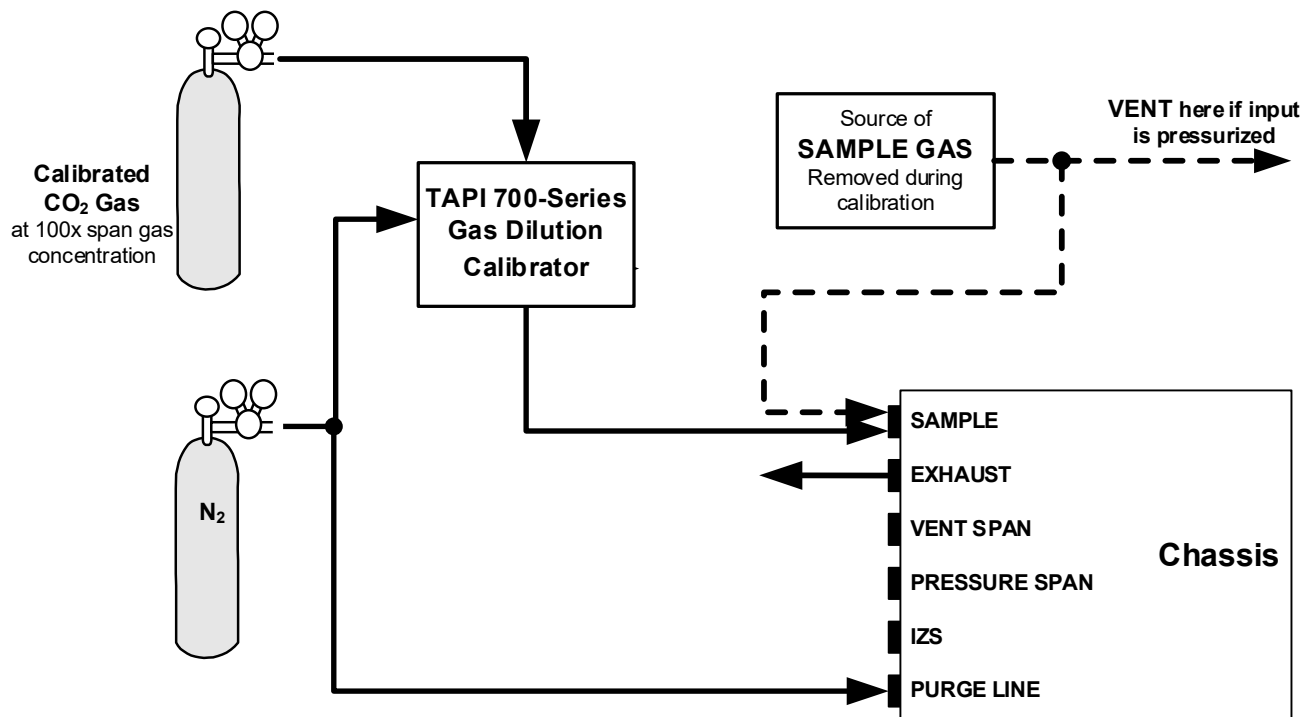 Calibrated
CO₂ Gas
at 100x span gas
concentration
TAPI 700-Series
Gas Dilution
Calibrator
Source of
SAMPLE GAS
Removed during
calibration
VENT here if input
is pressurized
N₂
SAMPLE
EXHAUST
VENT SPAN
PRESSURE SPAN
IZS
PURGE LINE
Chassis